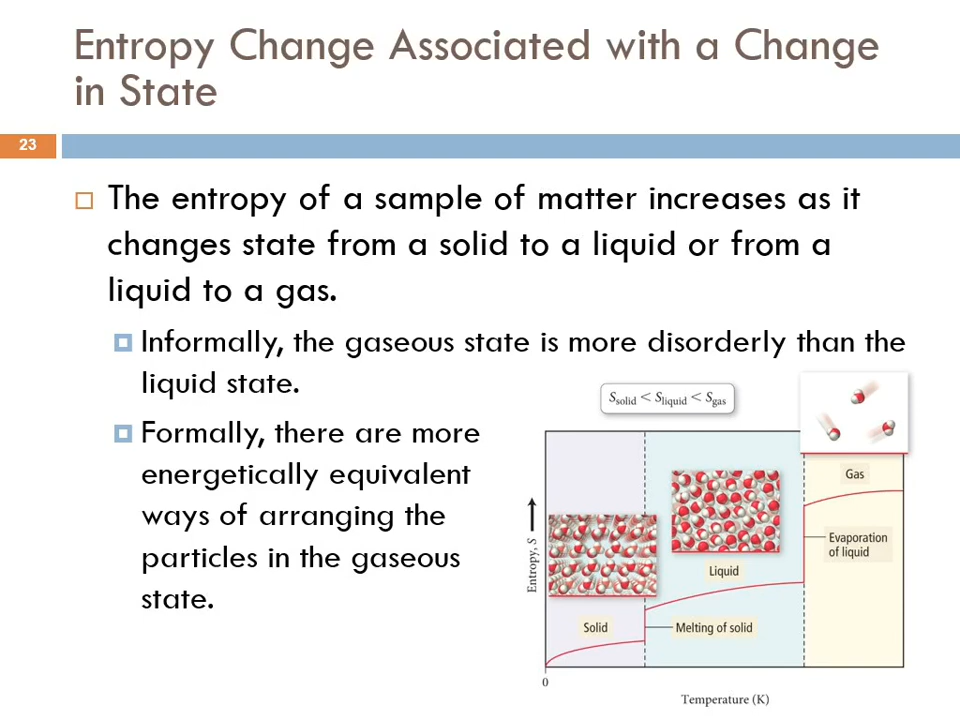 Entropy Change Associated with a Change
in State
23
The entropy of a sample of matter increases as it
changes state from a solid to a liquid or from a
liquid to a gas.
Informally, the gaseous state is more disorderly than the
liquid state.
Formally, there are more
energetically equivalent
ways of arranging the
particles in the gaseous
state.
Ssolid < Sliquid < Sgas
Gas
Evaporation
of liquid
Liquid
Entropy, S
Solid
Melting of solid
0
Temperature (K)